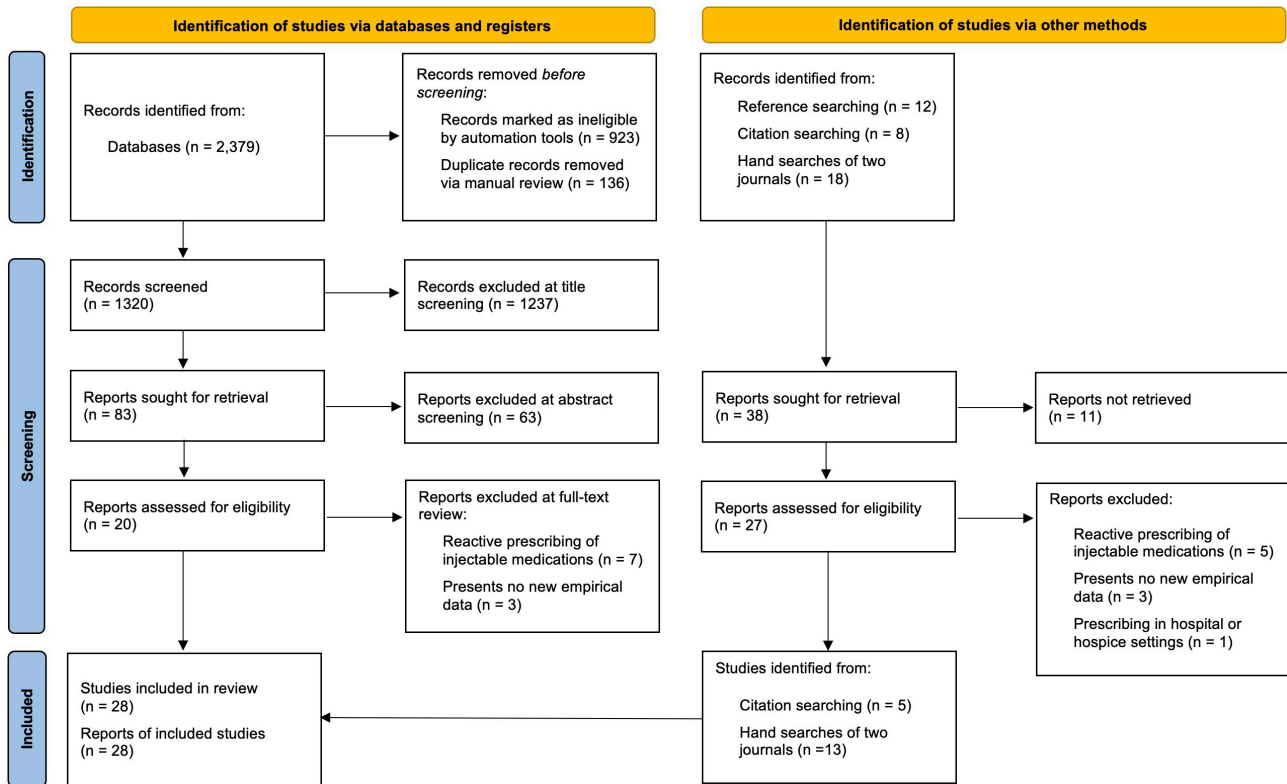 Identification of studies via databases and registers
Identification of studies via other methods
Identification
Records identified from:
Databases (n = 2,379)
Records removed before
screening:
Records marked as ineligible
by automation tools (n = 923)
Duplicate records removed
via manual review (n = 136)
Records identified from:
Reference searching (n = 12)
Citation searching (n = 8)
Hand searches of two
journals (n = 18)
Screening
Records screened
(n = 1320)
Records excluded at title
screening (n = 1237)
Reports sought for retrieval
(n = 83)
Reports excluded at abstract
screening (n = 63)
Reports sought for retrieval
(n = 38)
Reports not retrieved
(n = 11)
Reports assessed for eligibility
(n = 20)
Reports excluded at full-text
review:
Reactive prescribing of
injectable medications (n = 7)
Presents no new empirical
data (n = 3)
Reports assessed for eligibility
(n = 27)
Reports excluded:
Reactive prescribing of
injectable medications (n = 5)
Presents no new empirical
data (n = 3)
Prescribing in hospital or
hospice settings (n = 1)
Included
Studies included in review
(n = 28)
Reports of included studies
(n = 28)
Studies identified from:
Citation searching (n = 5)
Hand searches of two
journals (n =13)